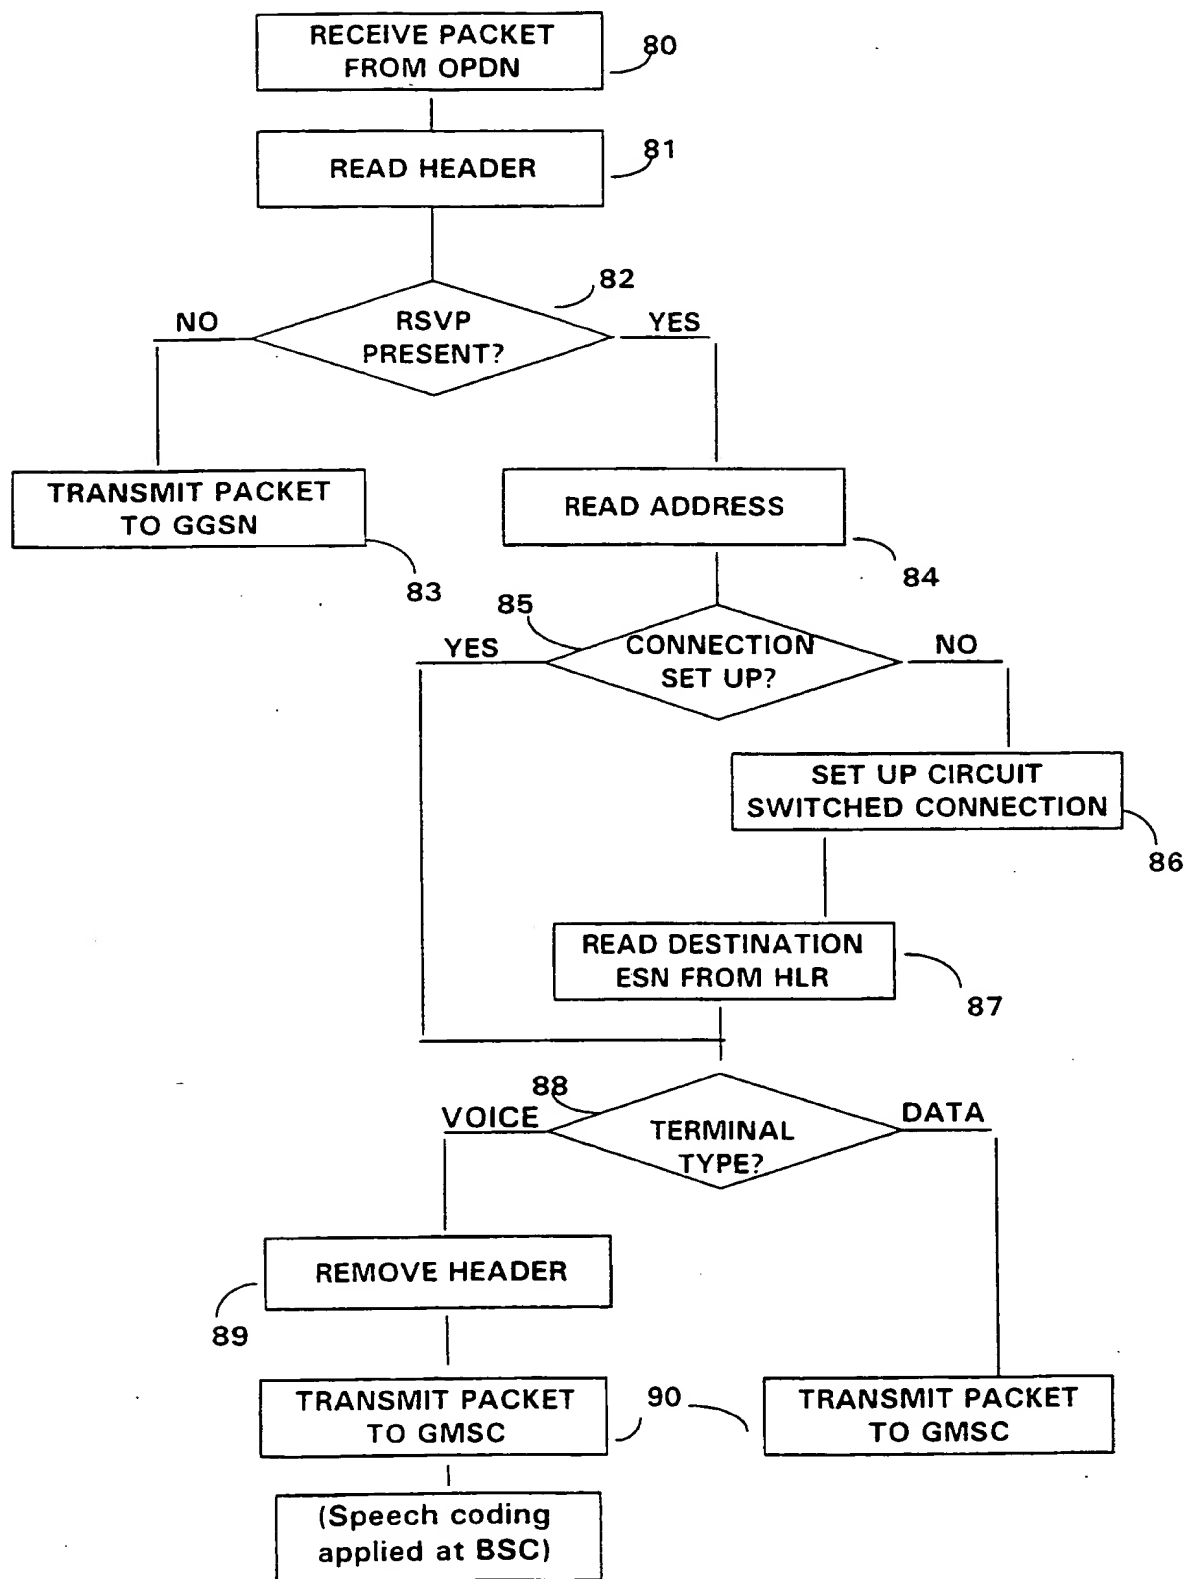 RECEIVE PACKET
FROM OPDN
80
READ HEADER
81
82
NO
RSVP
PRESENT?
YES
TRANSMIT PACKET
TO GGSN
83
READ ADDRESS
84
85
YES
CONNECTION
SET UP?
NO
SET UP CIRCUIT
SWITCHED CONNECTION
86
READ DESTINATION
ESN FROM HLR
87
88
VOICE
TERMINAL
TYPE?
DATA
REMOVE HEADER
89
TRANSMIT PACKET
TO GMSC
90
TRANSMIT PACKET
TO GMSC
(Speech coding
applied at BSC)